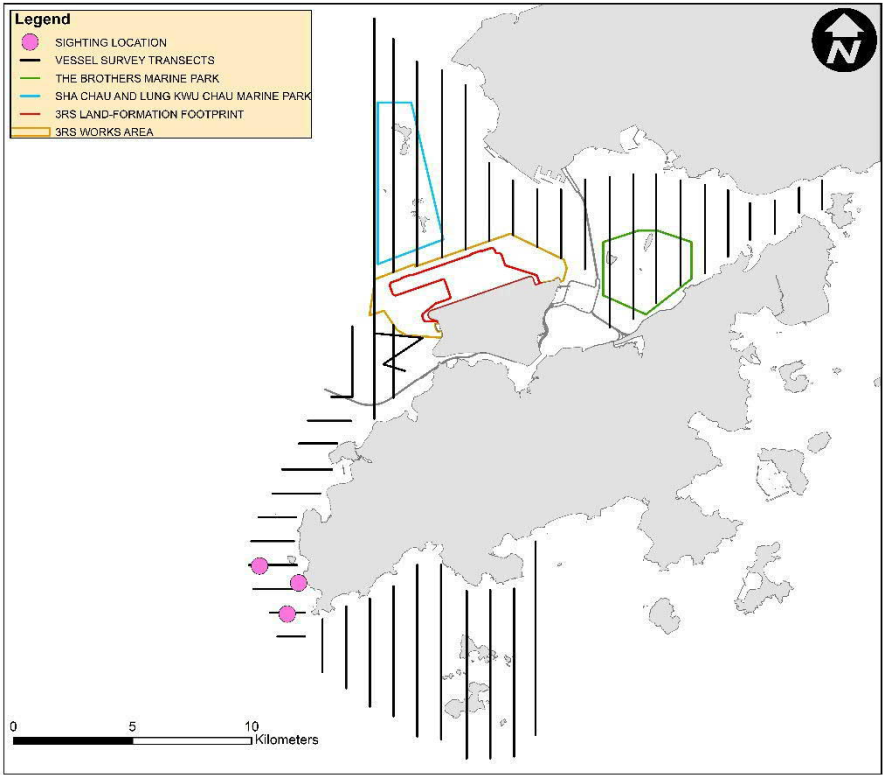 Legend
SIGHTING LOCATION
VESSEL SURVEY TRANSECTS
THE BROTHERS MARINE PARK
SHA CHAU AND LUNG KWU CHAU MARINE PARK
3RS LAND-FORMATION FOOTPRINT
3RS WORKS AREA
N
0 5 10
Kilometers